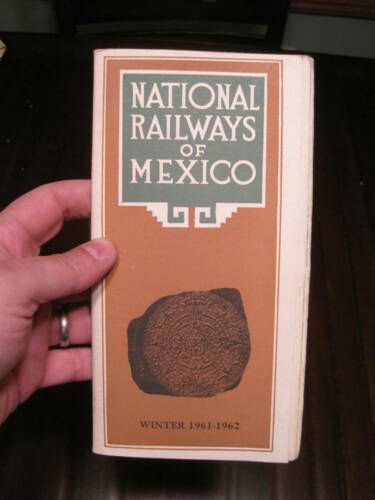 NATIONAL
RAILWAYS
OF
MEXICO
WINTER 1961-1962